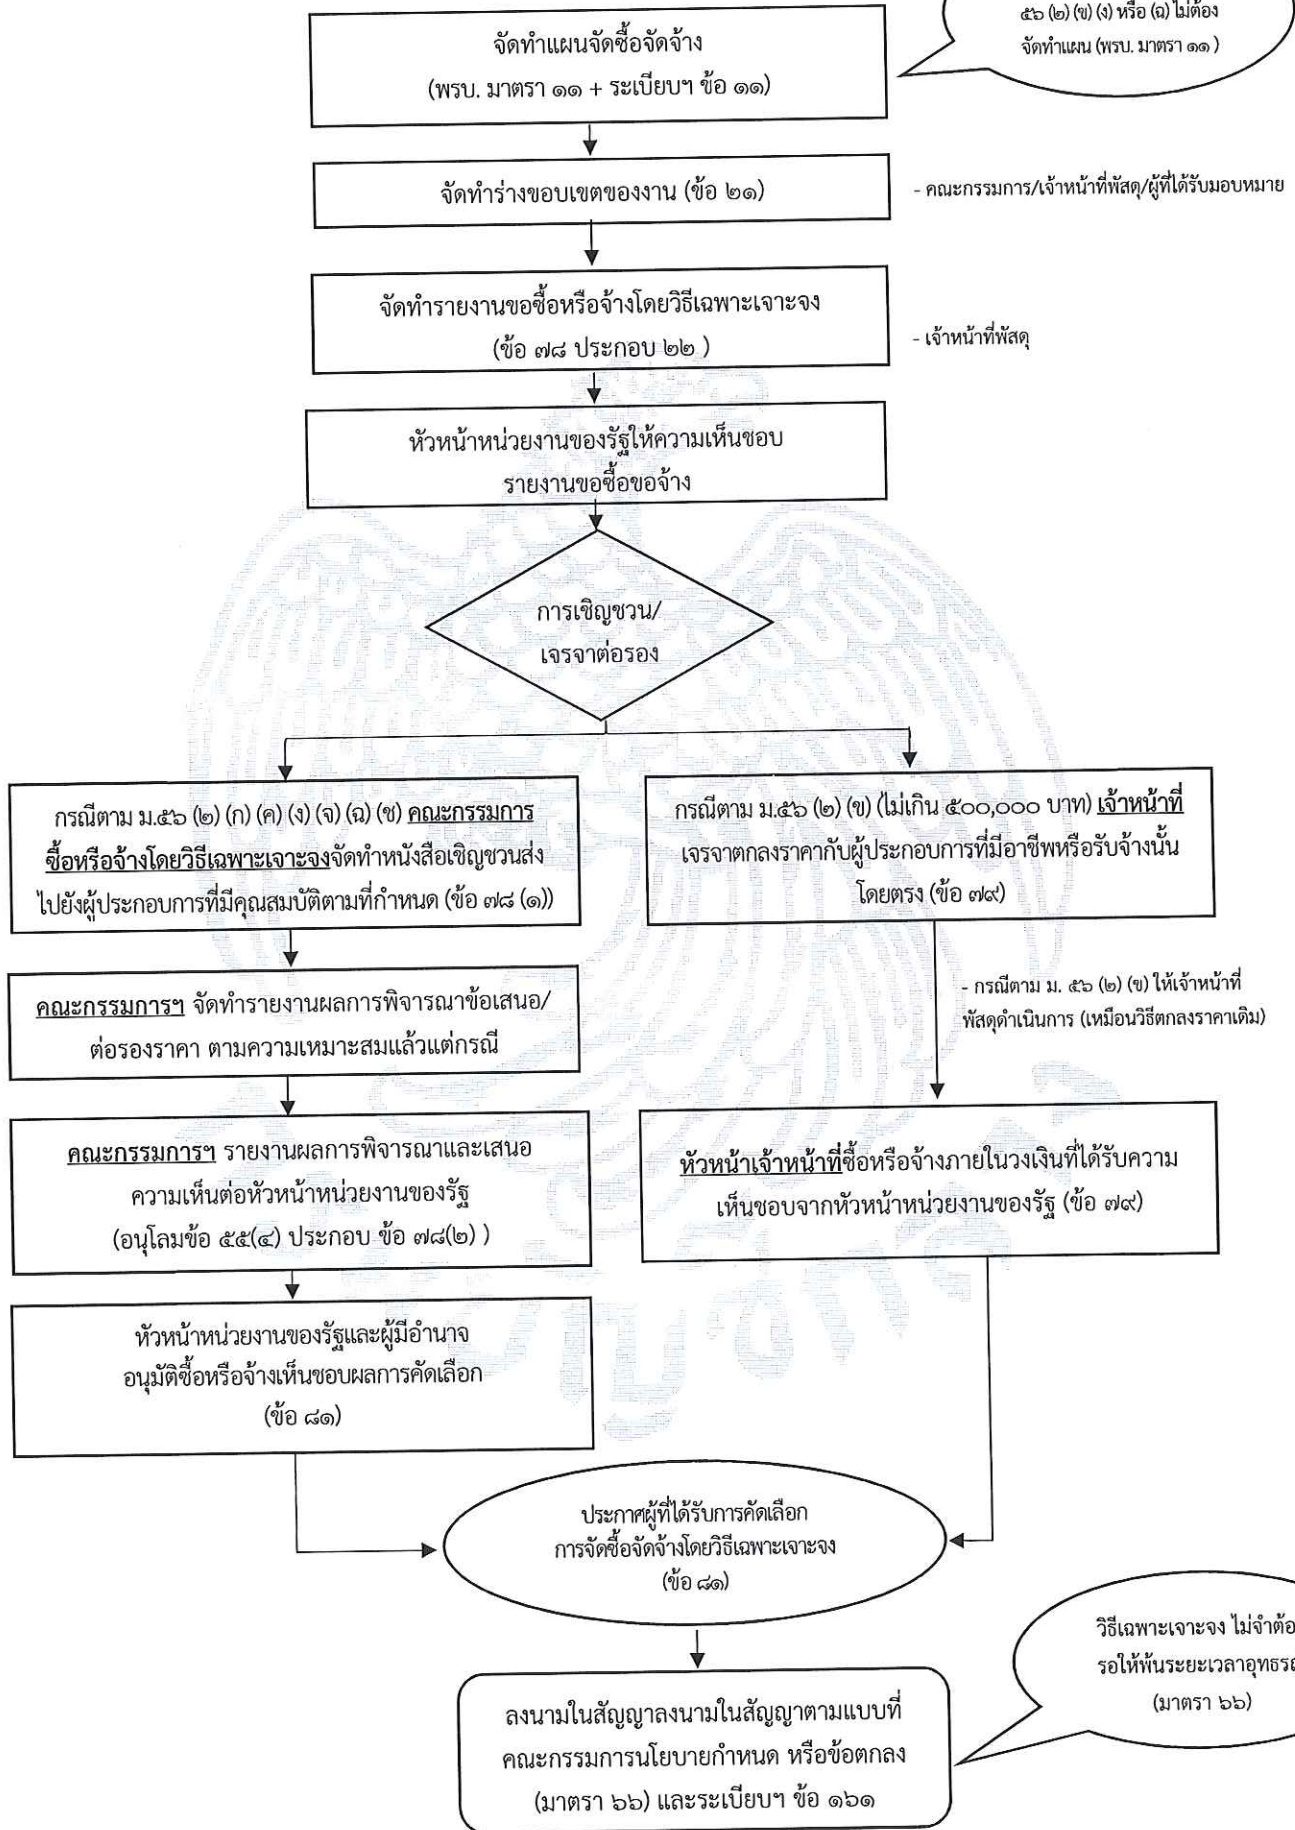 ๕๖ (๒) (ข) (ง) หรือ (ฉ) ไม่ต้อง
จัดทำแผน (พรบ. มาตรา ๑๑ )
จัดทำแผนจัดซื้อจัดจ้าง
(พรบ. มาตรา ๑๑ + ระเบียบฯ ข้อ ๑๑)
จัดทำร่างขอบเขตของงาน (ข้อ ๒๑)
- คณะกรรมการ/เจ้าหน้าที่พัสดุ/ผู้ที่ได้รับมอบหมาย
จัดทำรายงานขอซื้อหรือจ้างโดยวิธีเฉพาะเจาะจง
(ข้อ ๗๘ ประกอบ ๒๒ )
- เจ้าหน้าที่พัสดุ
หัวหน้าหน่วยงานของรัฐให้ความเห็นชอบ
รายงานขอซื้อขอจ้าง
การเชิญชวน/
เจรจาต่อรอง
กรณีตาม ม.๕๖ (๒) (ก) (ค) (ง) (จ) (ฉ) (ช) คณะกรรมการ
ซื้อหรือจ้างโดยวิธีเฉพาะเจาะจงจัดทำหนังสือเชิญชวนส่ง
ไปยังผู้ประกอบการที่มีคุณสมบัติตามที่กำหนด (ข้อ ๗๘ (๑))
กรณีตาม ม.๕๖ (๒) (ข) (ไม่เกิน ๕๐๐,๐๐๐ บาท) เจ้าหน้าที่
เจรจาตกลงราคากับผู้ประกอบการที่มีอาชีพหรือรับจ้างนั้น
โดยตรง (ข้อ ๗๙)
คณะกรรมการฯ จัดทำรายงานผลการพิจารณาข้อเสนอ/
ต่อรองราคา ตามความเหมาะสมแล้วแต่กรณี
- กรณีตาม ม. ๕๖ (๒) (ข) ให้เจ้าหน้าที่
พัสดุดำเนินการ (เหมือนวิธีตกลงราคาเดิม)
คณะกรรมการฯ รายงานผลการพิจารณาและเสนอ
ความเห็นต่อหัวหน้าหน่วยงานของรัฐ
(อนุโลมข้อ ๕๕(๔) ประกอบ ข้อ ๗๘(๒) )
หัวหน้าเจ้าหน้าที่ซื้อหรือจ้างภายในวงเงินที่ได้รับความ
เห็นชอบจากหัวหน้าหน่วยงานของรัฐ (ข้อ ๗๙)
หัวหน้าหน่วยงานของรัฐและผู้มีอำนาจ
อนุมัติซื้อหรือจ้างเห็นชอบผลการคัดเลือก
(ข้อ ๘๑)
ประกาศผู้ที่ได้รับการคัดเลือก
การจัดซื้อจัดจ้างโดยวิธีเฉพาะเจาะจง
(ข้อ ๘๑)
วิธีเฉพาะเจาะจง ไม่จำต้อ
รอให้พ้นระยะเวลาอุทธรณ
(มาตรา ๖๖)
ลงนามในสัญญาลงนามในสัญญาตามแบบที่
คณะกรรมการนโยบายกำหนด หรือข้อตกลง
(มาตรา ๖๖) และระเบียบฯ ข้อ ๑๖๑